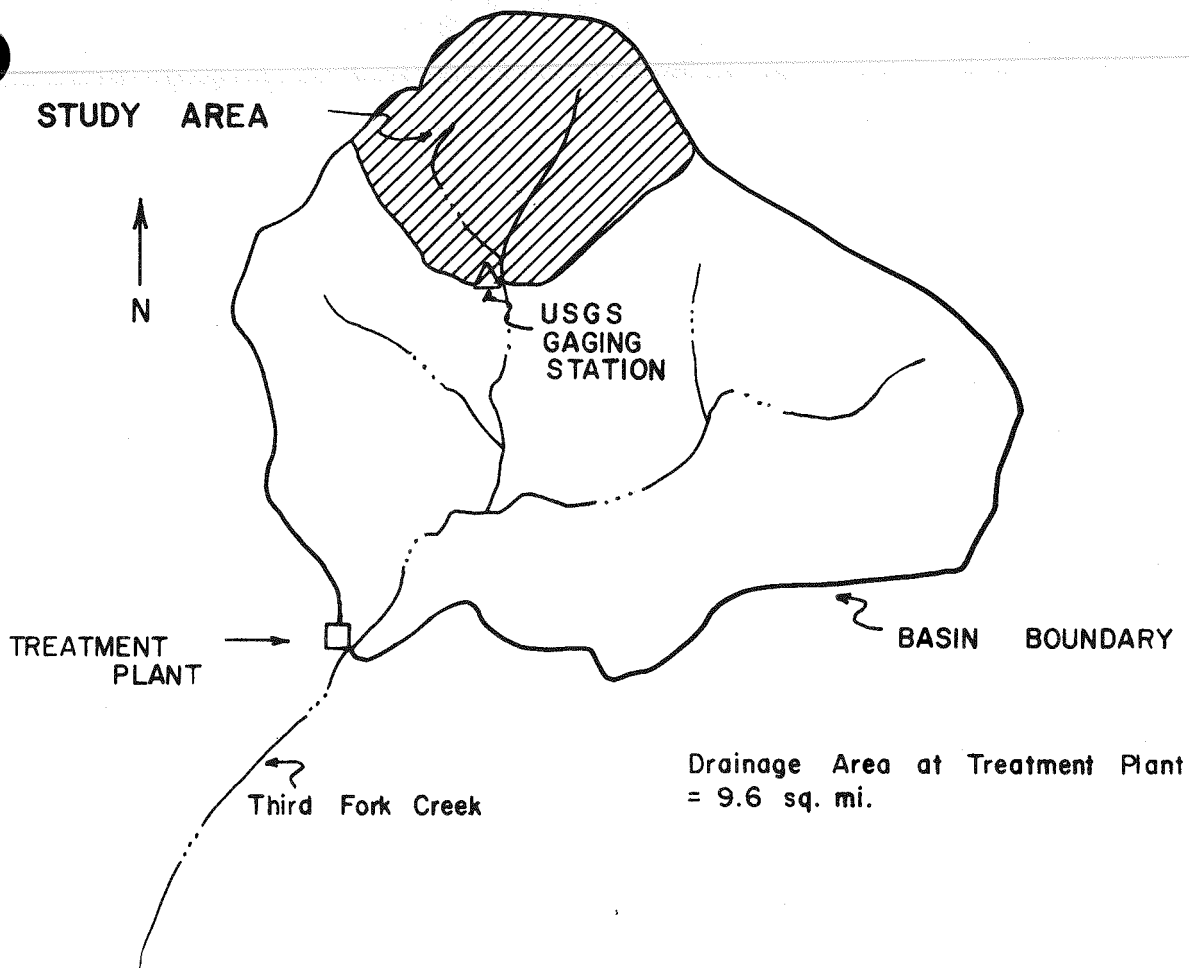 STUDY AREA
N
USGS
GAGING
STATION
TREATMENT
PLANT
BASIN BOUNDARY
Third Fork Creek
Drainage Area at Treatment Plant
= 9.6 sq. mi.